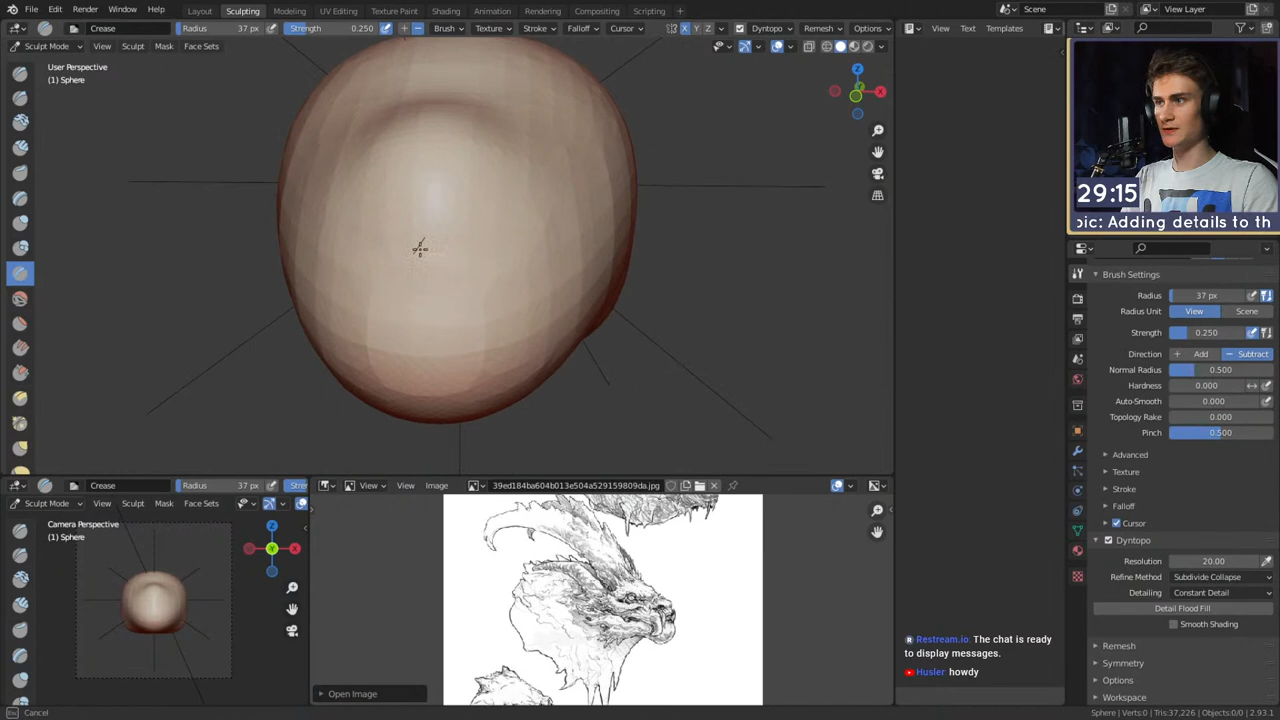 File Edit Render Window Help Layout Sculpting Modeling UV Editing Texture Paint Shading Animation Rendering Compositing Scripting + Scene View Layer
Crease Radius 37 px Strength 0.250 + − Brush Texture Stroke Falloff Cursor X Y Z Dyntopo Remesh Options
View Text Templates
Sculpt Mode View Sculpt Mask Face Sets
User Perspective
(1) Sphere
Z
X
29:15
pic: Adding details to th
Brush Settings
Radius 37 px
Radius Unit View Scene
Strength 0.250
Direction + Add − Subtract
Normal Radius 0.500
Hardness 0.000
Auto-Smooth 0.000
Topology Rake 0.000
Pinch 0.500
Advanced
Texture
Stroke
Falloff
Cursor
Dyntopo
Resolution 20.00
Refine Method Subdivide Collapse
Detailing Constant Detail
Detail Flood Fill
Smooth Shading
Remesh
Symmetry
Options
Workspace
Crease Radius 37 px Stren
Sculpt Mode View Sculpt Mask Face Sets
Camera Perspective
(1) Sphere
Z
Y X
View View Image 39ed184ba604b013e504a529159809da.jpg
Open Image
R Restream.io: The chat is ready
to display messages.
Husler: howdy
Cancel
Sphere | Verts:0 | Tris:37,226 | Objects:0/0 | 2.93.1